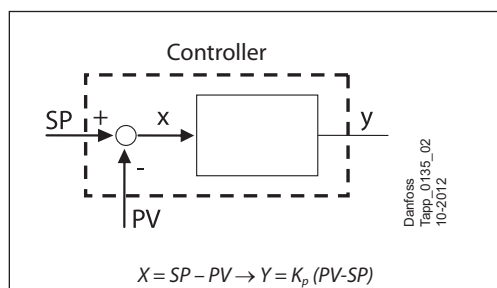 Controller
SP
+
x
y
-
PV
Danfoss
Tapp_0135_02
10-2012
X = SP – PV → Y = Kₚ (PV-SP)